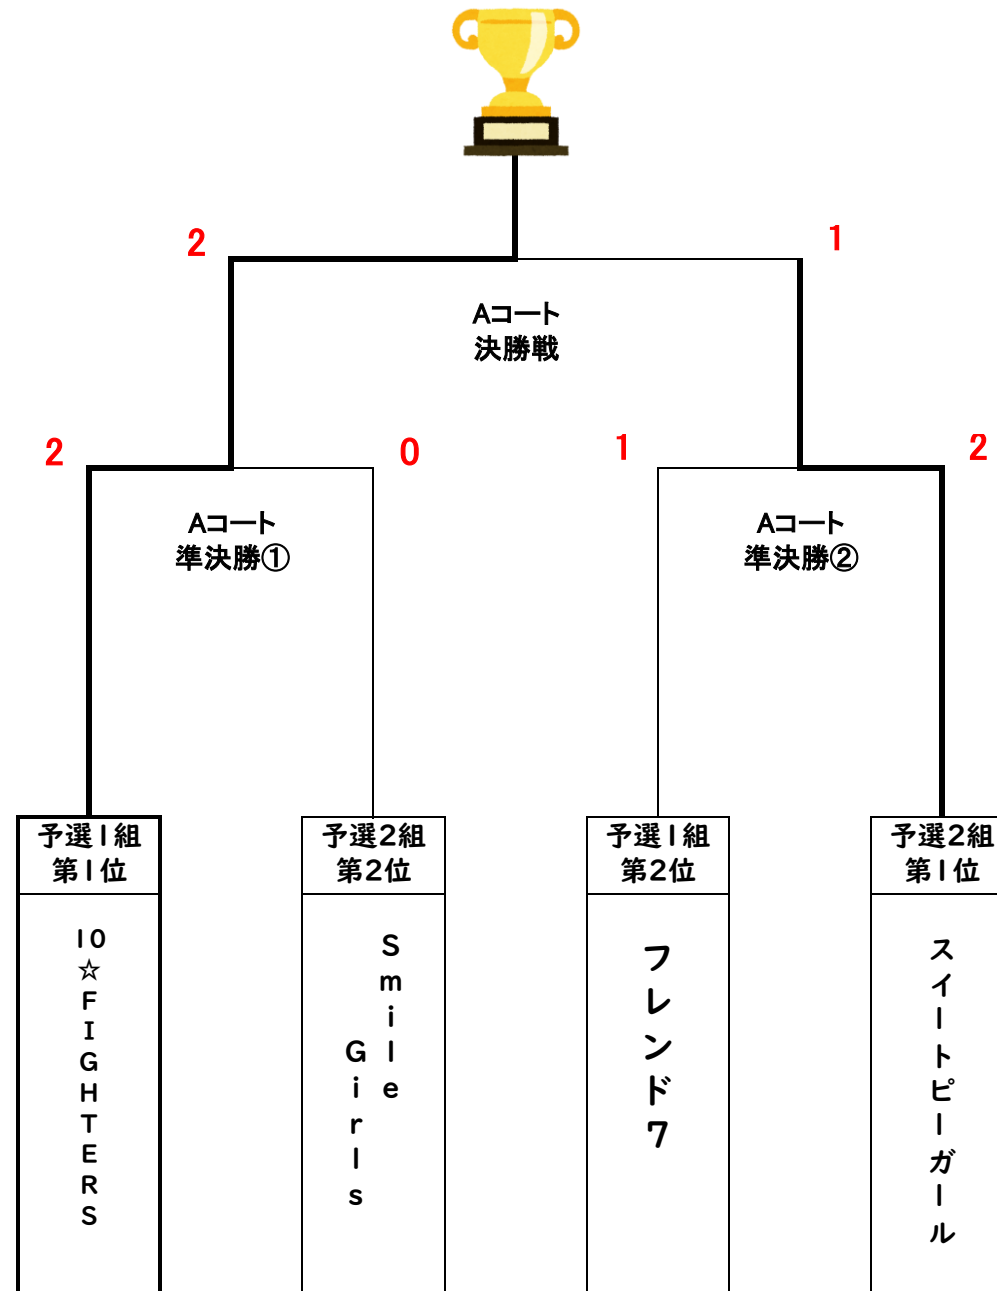 2
1
Aコート
決勝戦
2
0
1
2
Aコート
準決勝①
Aコート
準決勝②
予選1組
第1位
予選2組
第2位
予選1組
第2位
予選2組
第1位
10☆FIGHTERS
Smile
Girls
フレンド7
スイートピーガール